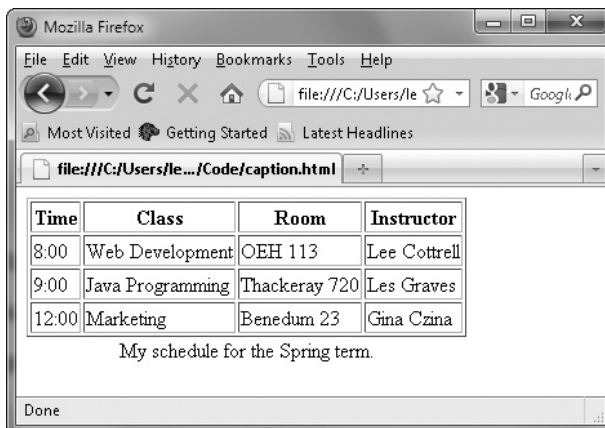 Mozilla Firefox
File Edit View History Bookmarks Tools Help
file:///C:/Users/le
Most Visited Getting Started Latest Headlines
file:///C:/Users/le.../Code/caption.html
Time Class Room Instructor
8:00 Web Development OEH 113 Lee Cottrell
9:00 Java Programming Thackeray 720 Les Graves
12:00 Marketing Benedum 23 Gina Czina
My schedule for the Spring term.
Done